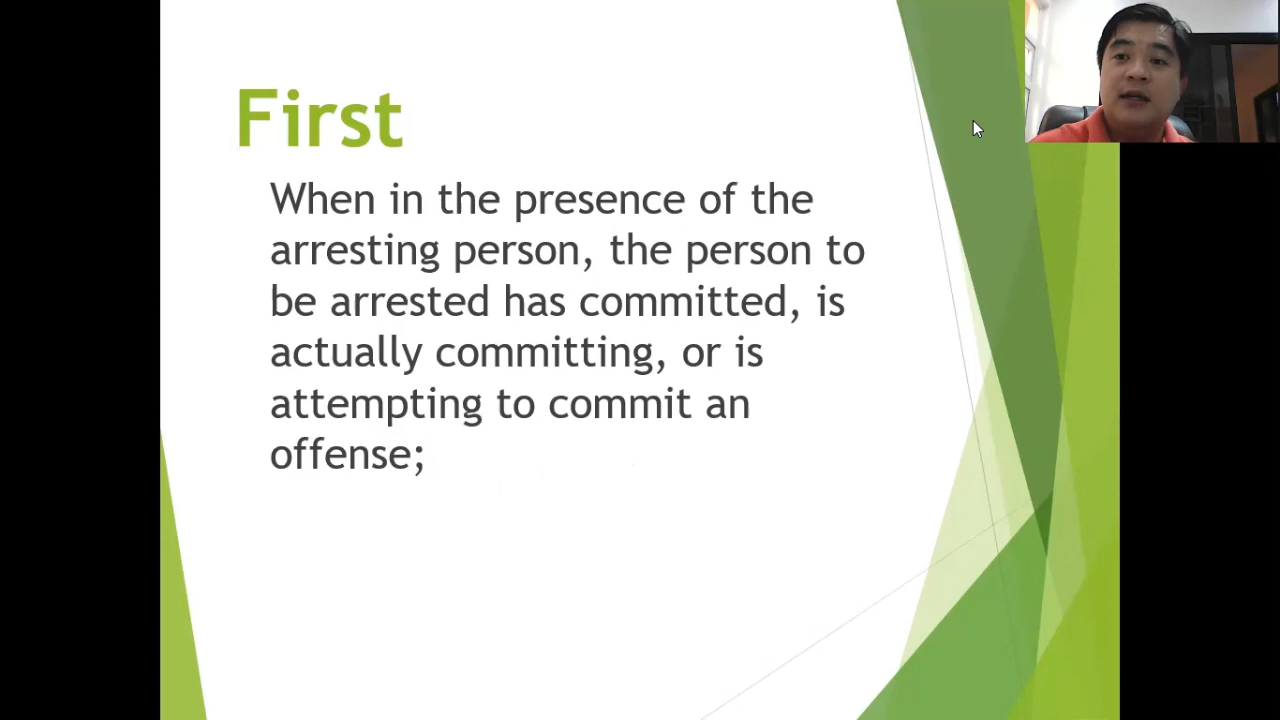 First
When in the presence of the
arresting person, the person to
be arrested has committed, is
actually committing, or is
attempting to commit an
offense;